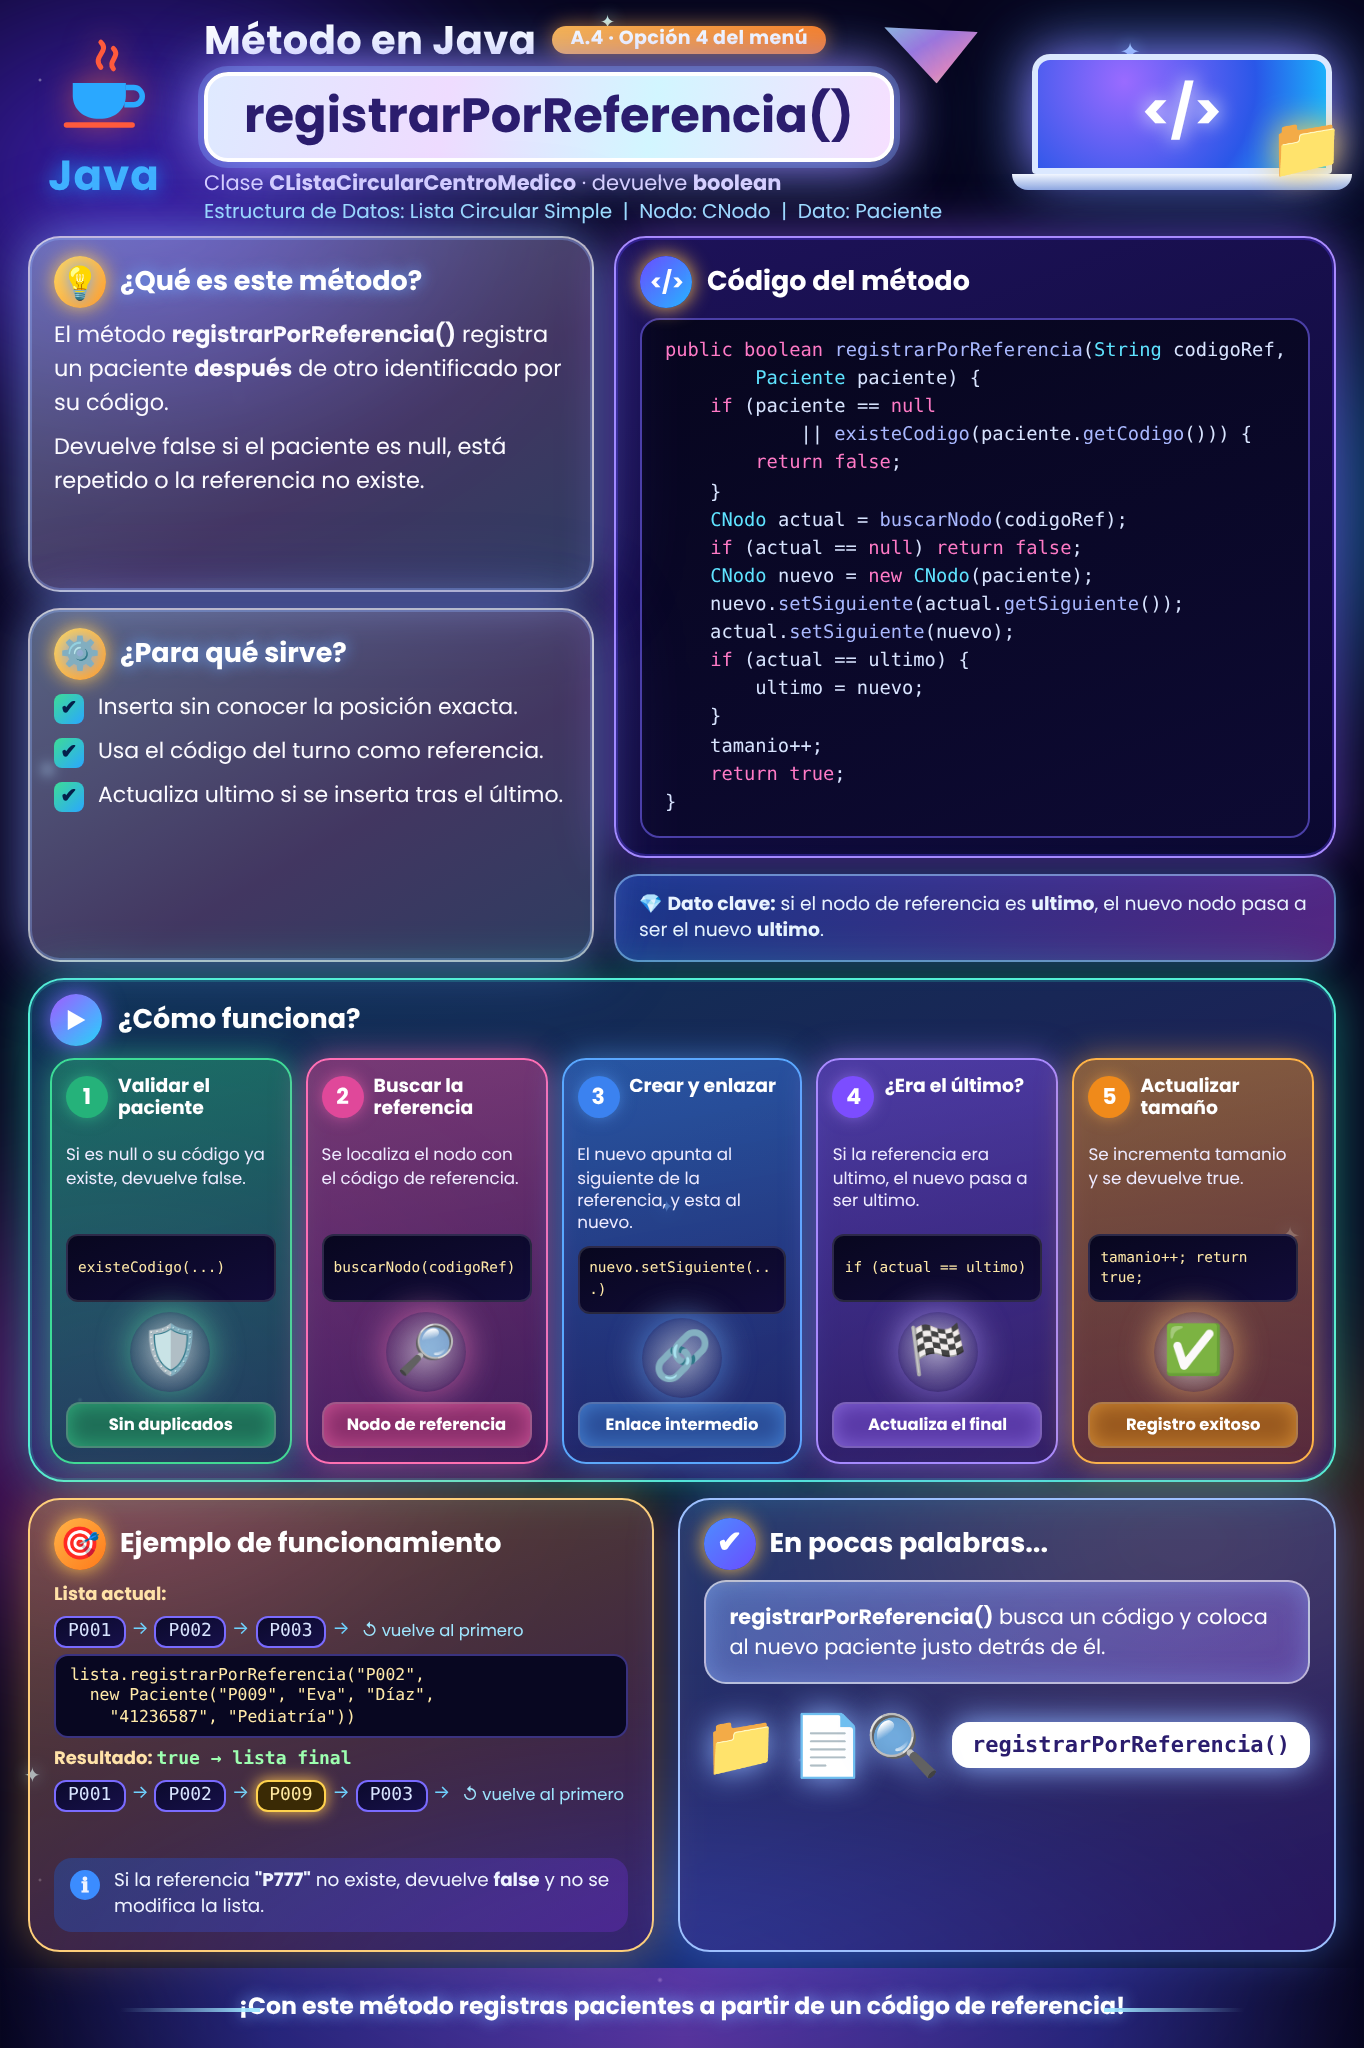 Java
Método en Java
A.4 · Opción 4 del menú
registrarPorReferencia()
</>
Clase CListaCircularCentroMedico · devuelve boolean
Estructura de Datos: Lista Circular Simple | Nodo: CNodo | Dato: Paciente
¿Qué es este método?
El método registrarPorReferencia() registra
un paciente después de otro identificado por
su código.
Devuelve false si el paciente es null, está
repetido o la referencia no existe.
¿Para qué sirve?
✔ Inserta sin conocer la posición exacta.
✔ Usa el código del turno como referencia.
✔ Actualiza ultimo si se inserta tras el último.
</> Código del método
public boolean registrarPorReferencia(String codigoRef,
        Paciente paciente) {
    if (paciente == null
            || existeCodigo(paciente.getCodigo())) {
        return false;
    }
    CNodo actual = buscarNodo(codigoRef);
    if (actual == null) return false;
    CNodo nuevo = new CNodo(paciente);
    nuevo.setSiguiente(actual.getSiguiente());
    actual.setSiguiente(nuevo);
    if (actual == ultimo) {
        ultimo = nuevo;
    }
    tamanio++;
    return true;
}
💎 Dato clave: si el nodo de referencia es ultimo, el nuevo nodo pasa a
ser el nuevo ultimo.
¿Cómo funciona?
1 Validar el
paciente
Si es null o su código ya
existe, devuelve false.
existeCodigo(...)
Sin duplicados
2 Buscar la
referencia
Se localiza el nodo con
el código de referencia.
buscarNodo(codigoRef)
Nodo de referencia
3 Crear y enlazar
El nuevo apunta al
siguiente de la
referencia, y esta al
nuevo.
nuevo.setSiguiente(..
.)
Enlace intermedio
4 ¿Era el último?
Si la referencia era
ultimo, el nuevo pasa a
ser ultimo.
if (actual == ultimo)
Actualiza el final
5 Actualizar
tamaño
Se incrementa tamanio
y se devuelve true.
tamanio++; return
true;
Registro exitoso
Ejemplo de funcionamiento
Lista actual:
P001 → P002 → P003 → ↺ vuelve al primero
lista.registrarPorReferencia("P002",
  new Paciente("P009", "Eva", "Díaz",
    "41236587", "Pediatría"))
Resultado: true → lista final
P001 → P002 → P009 → P003 → ↺ vuelve al primero
Si la referencia "P777" no existe, devuelve false y no se
modifica la lista.
En pocas palabras...
registrarPorReferencia() busca un código y coloca
al nuevo paciente justo detrás de él.
registrarPorReferencia()
¡Con este método registras pacientes a partir de un código de referencia!